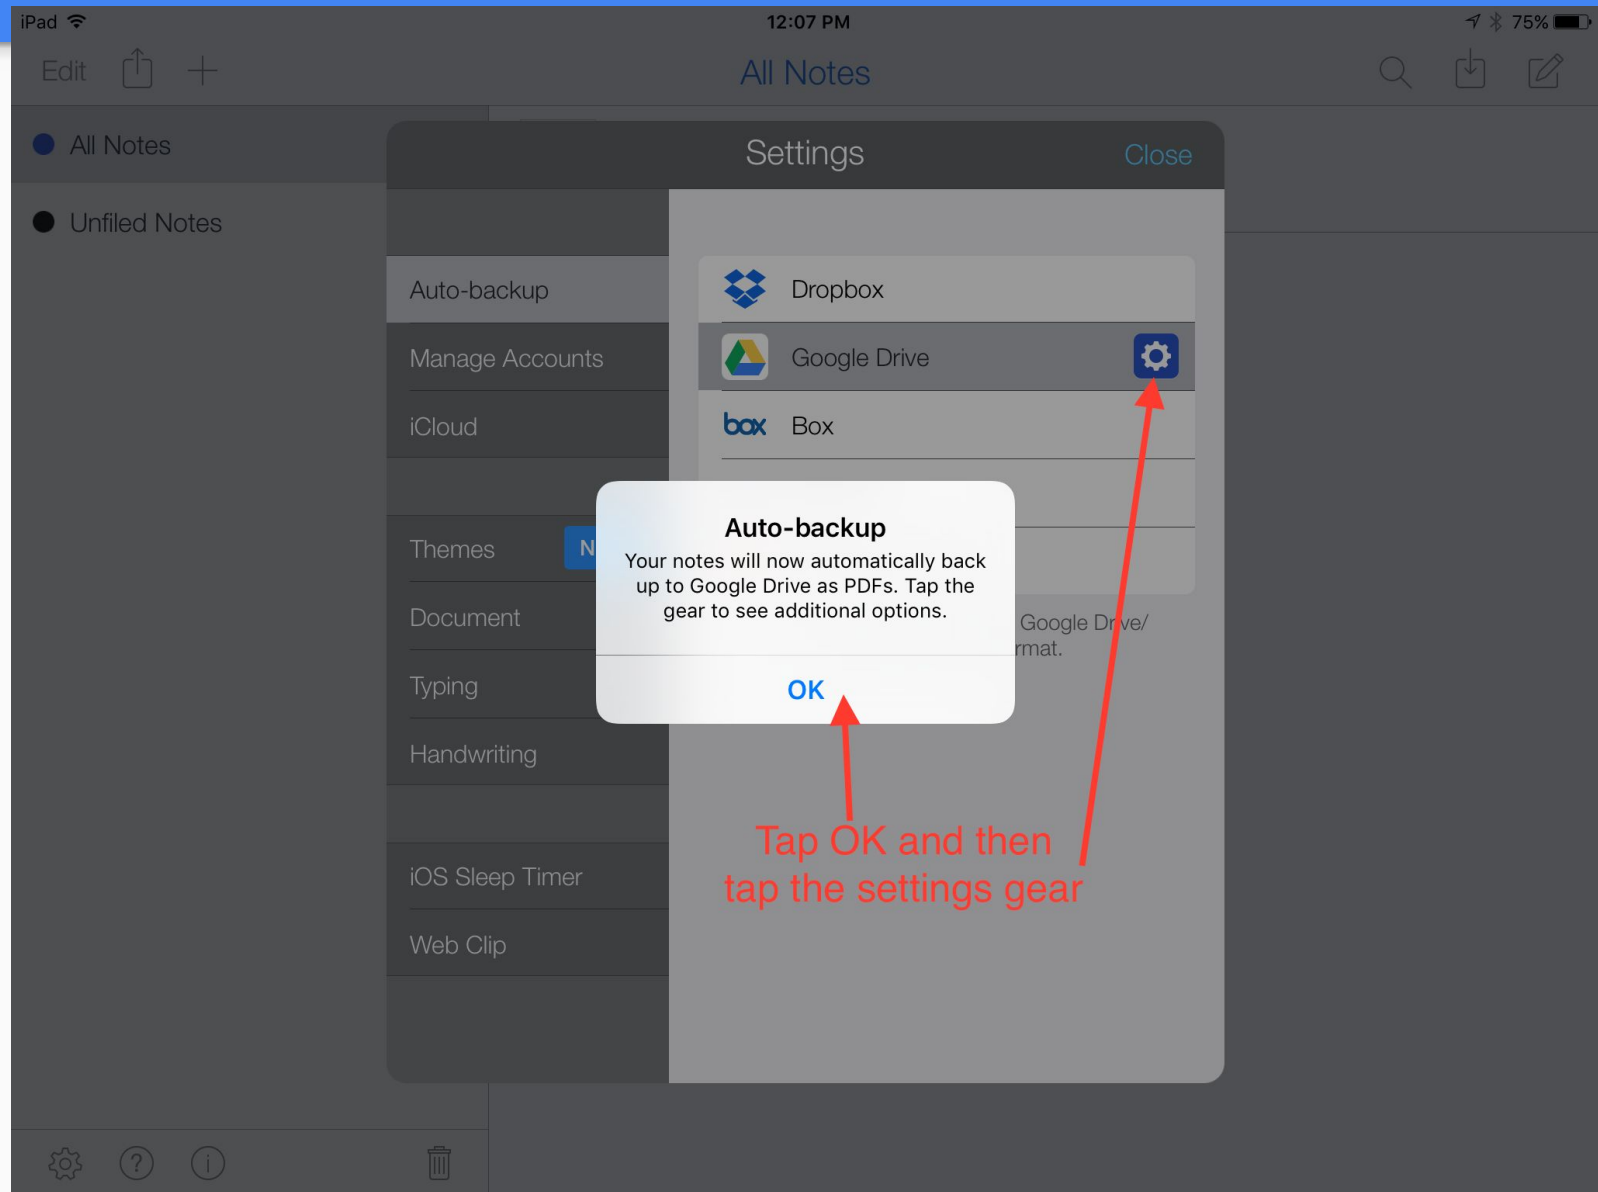 iPad 12:07 PM 75%
Edit All Notes
All Notes
Unfiled Notes
Settings Close
Auto-backup
Manage Accounts
iCloud
Themes N
Document
Typing
Handwriting
iOS Sleep Timer
Web Clip
Dropbox
Google Drive
box Box
Google Drive/
rmat.
Auto-backup
Your notes will now automatically back
up to Google Drive as PDFs. Tap the
gear to see additional options.
OK
Tap OK and then
tap the settings gear